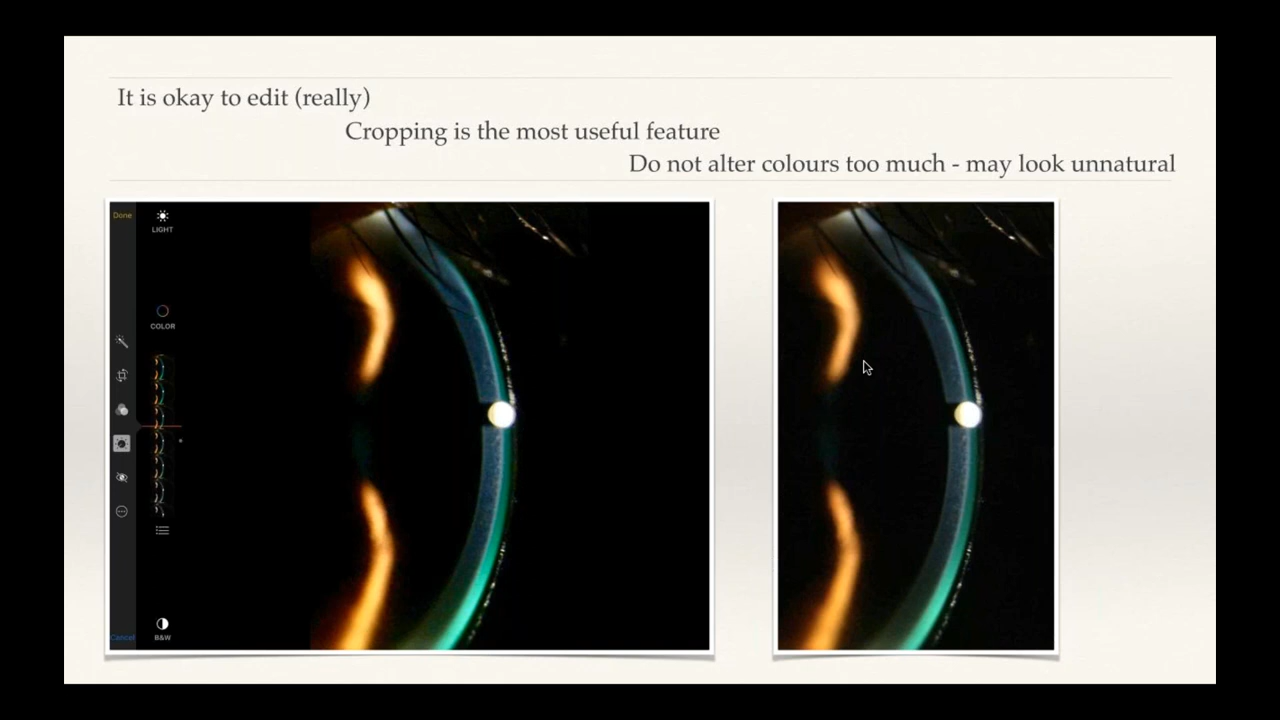 It is okay to edit (really)
Cropping is the most useful feature
Do not alter colours too much - may look unnatural
Done
LIGHT
COLOR
Cancel
B&W